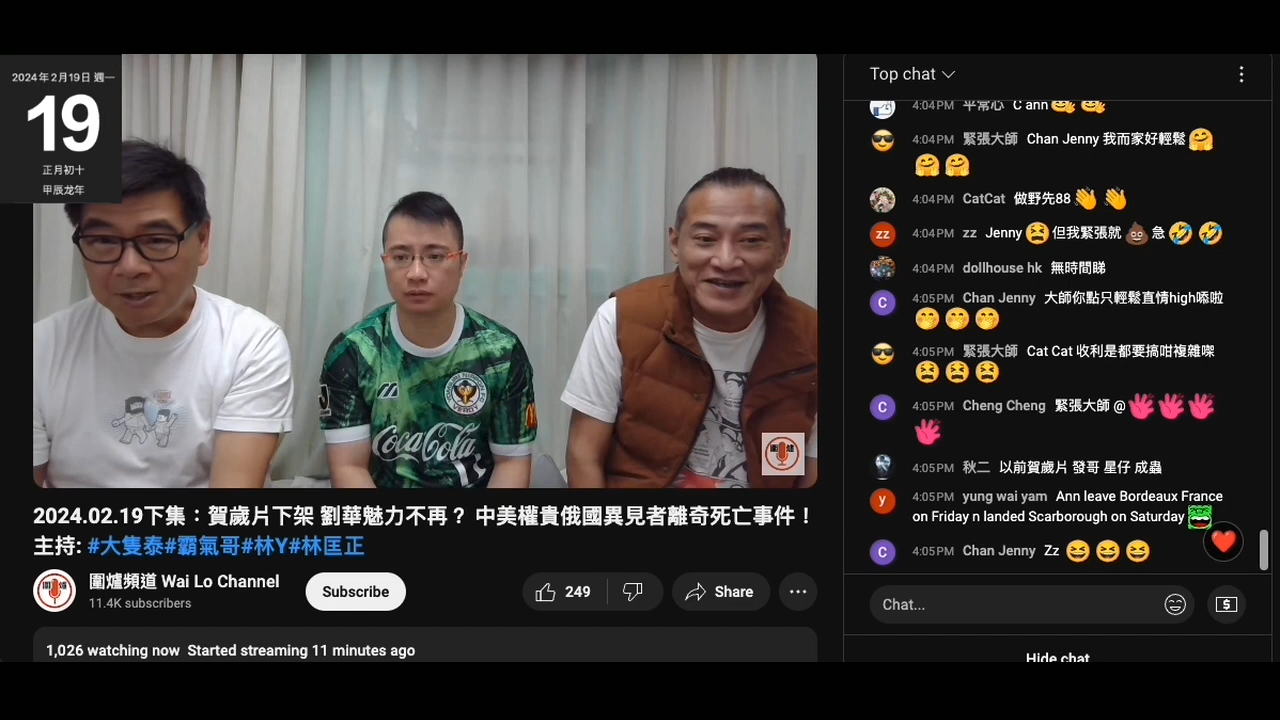 2024年2月19日 週一
19
正月初十
甲辰龙年
VERDY
Coca-Cola
圍爐
2024.02.19下集：賀歲片下架 劉華魅力不再？ 中美權貴俄國異見者離奇死亡事件！
主持: #大隻泰#霸氣哥#林Y#林匡正
圍爐頻道 Wai Lo Channel
11.4K subscribers
Subscribe
249
Share
1,026 watching now Started streaming 11 minutes ago
Top chat
4:04PM 平常心 C ann
4:04PM 緊張大師 Chan Jenny 我而家好輕鬆
4:04PM CatCat 做野先88
zz 4:04PM zz Jenny 但我緊張就 急
4:04PM dollhouse hk 無時間睇
C 4:05PM Chan Jenny 大師你點只輕鬆直情high嚟啦
4:05PM 緊張大師 Cat Cat 收利是都要搞咁複雜㗎
C 4:05PM Cheng Cheng 緊張大師 @
4:05PM 秋二 以前賀歲片 發哥 星仔 成蟲
y 4:05PM yung wai yam Ann leave Bordeaux France
on Friday n landed Scarborough on Saturday
C 4:05PM Chan Jenny Zz
Chat...
Hide chat